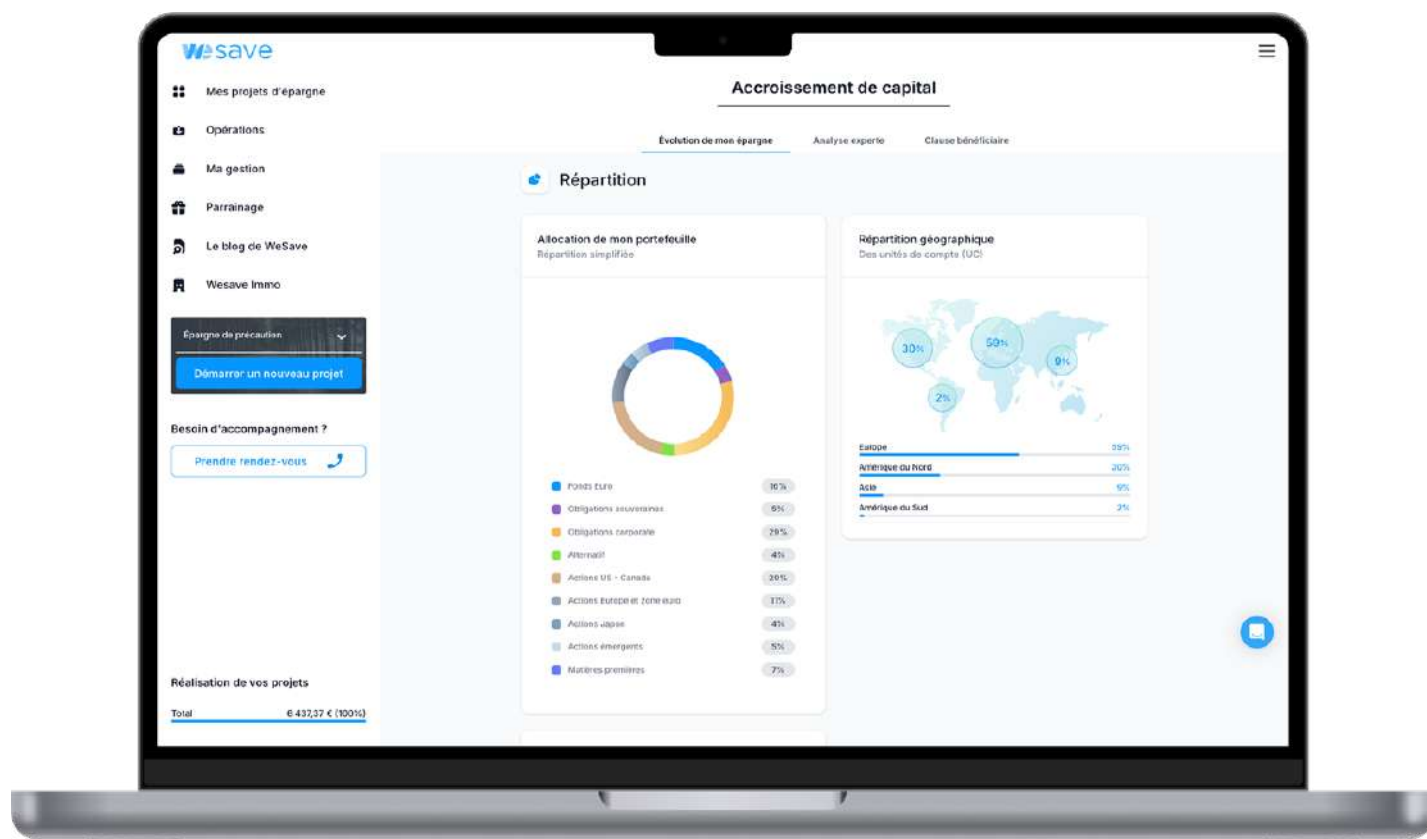 wesave
Mes projets d'épargne
Opérations
Ma gestion
Parrainage
Le blog de WeSave
Wesave Immo
Épargne de précaution
Démarrer un nouveau projet
Besoin d'accompagnement ?
Prendre rendez-vous
Réalisation de vos projets
Total 6 437,37 € (100%)
Accroissement de capital
Évolution de mon épargne Analyse experte Clause bénéficiaire
Répartition
Allocation de mon portefeuille
Répartition simplifiée
Fonds Euro
Obligations souveraines
Obligations corporate 29%
Alternatif 4%
Actions US - Canada 20%
Actions Europe et zone euro 11%
Actions Japon 4%
Actions émergents 5%
Matières premières 7%
Répartition géographique
Des unités de compte (UC)
30%
9%
2%
Europe
Amérique du Nord
Asie 9%
Amérique du Sud 2%